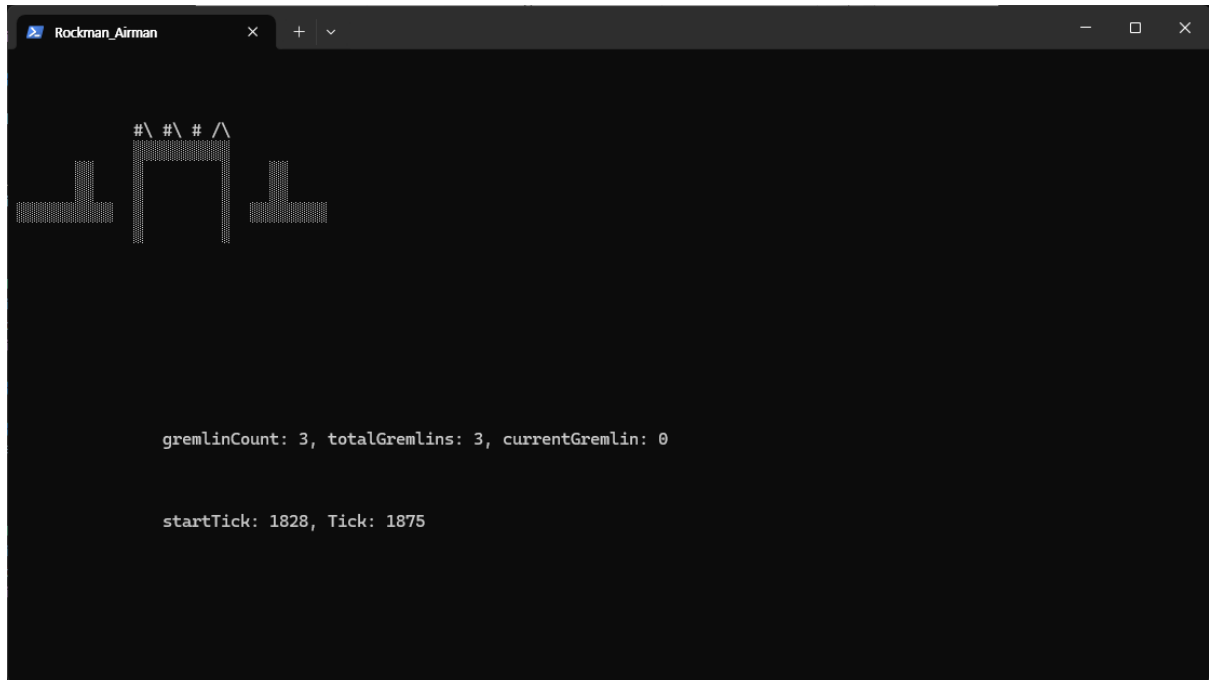 Rockman_Airman
#\ #\ # /\
gremlinCount: 3, totalGremlins: 3, currentGremlin: 0
startTick: 1828, Tick: 1875